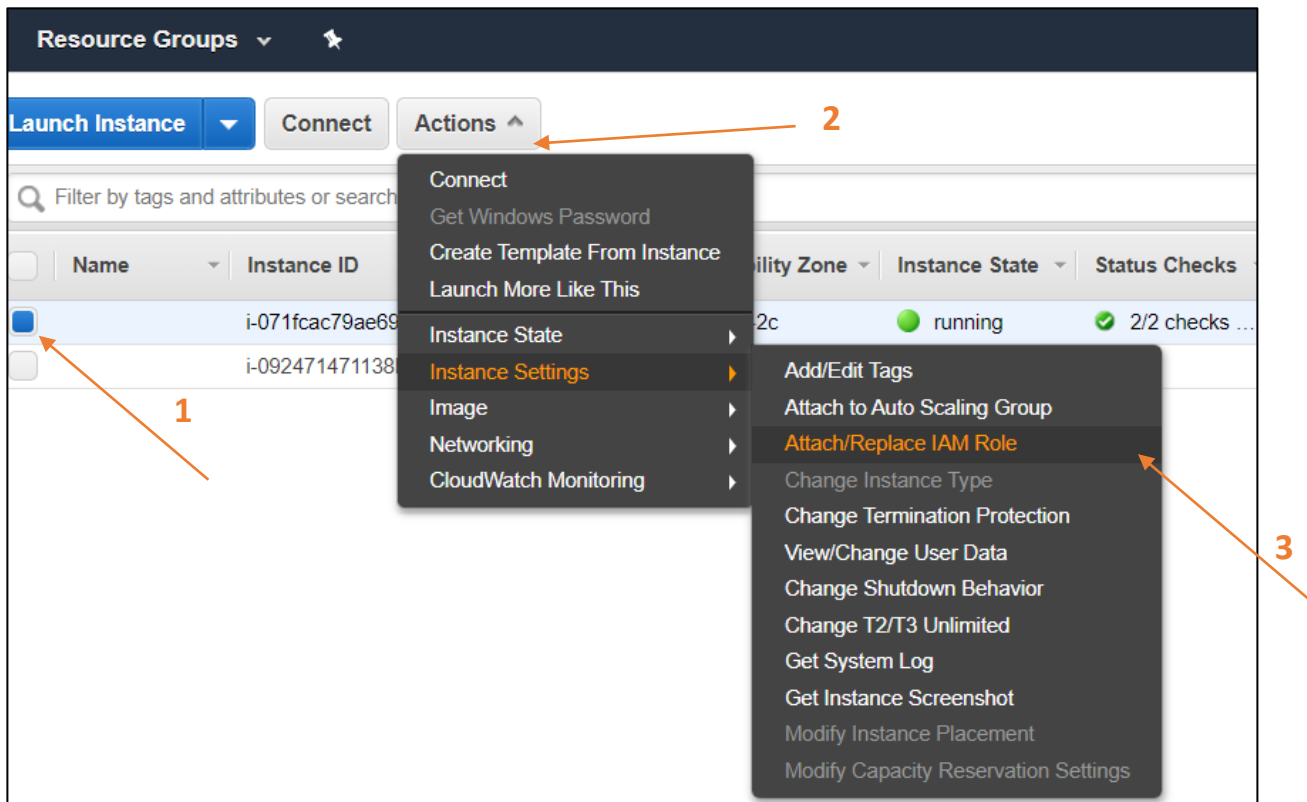 Resource Groups
Launch Instance Connect Actions 2
Filter by tags and attributes or search
Connect
Get Windows Password
Create Template From Instance
Launch More Like This
Instance State
Instance Settings
Image
Networking
CloudWatch Monitoring
Name Instance ID ility Zone Instance State Status Checks
i-071fcac79ae69 -2c running 2/2 checks ...
i-092471471138
1
Add/Edit Tags
Attach to Auto Scaling Group
Attach/Replace IAM Role
Change Instance Type
Change Termination Protection
View/Change User Data
Change Shutdown Behavior
Change T2/T3 Unlimited
Get System Log
Get Instance Screenshot
Modify Instance Placement
Modify Capacity Reservation Settings
3